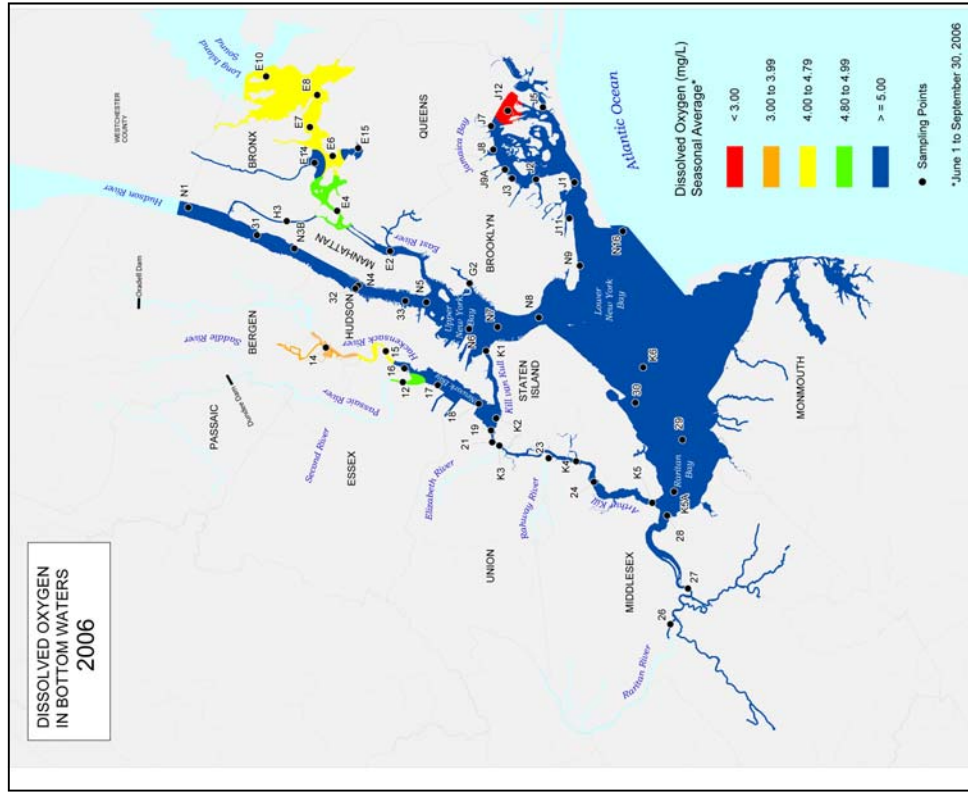 DISSOLVED OXYGEN
IN BOTTOM WATERS
2006
WESTCHESTER
COUNTY
Long Island
Sound
E10
E8
E7
BRONX
E14
E6
E15
E4
QUEENS
Hudson River
N1
31
H3
N3B
MANHATTAN
32
N4
E2
East River
33
N5
HUDSON
Oradell Dam
BERGEN
Saddle River
Hackensack River
14
15
16
12
17
18
PASSAIC
Dundee Dam
Passaic River
Second River
ESSEX
Newark Bay
Upper
New York
Bay
G2
BROOKLYN
N6
N7
K1
Kill van Kull
N8
STATEN
ISLAND
19
21
K2
K3
Elizabeth River
UNION
Rahway River
23
K4
24
K5
Arthur Kill
K5A
Jamaica Bay
J7
J12
J8
J5
J9A
J3
J2
J1
J11
N9
N16
Lower
New York
Bay
K6
30
29
Raritan
Bay
28
27
26
MIDDLESEX
Raritan River
MONMOUTH
Atlantic Ocean
Dissolved Oxygen (mg/L)
Seasonal Average*
< 3.00
3.00 to 3.99
4.00 to 4.79
4.80 to 4.99
> = 5.00
Sampling Points
*June 1 to September 30, 2006